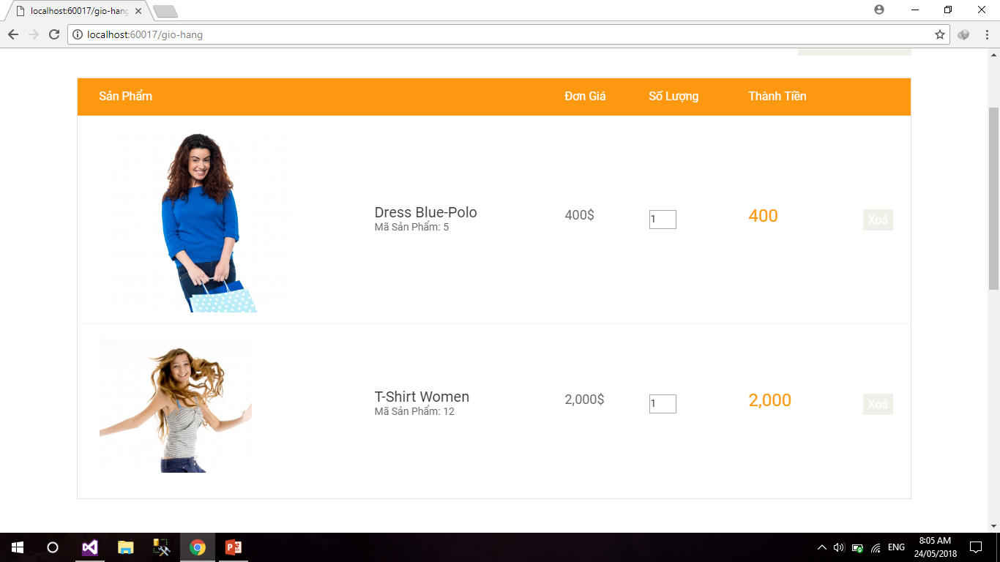 localhost:60017/gio-hang
localhost:60017/gio-hang
Sản Phẩm Đơn Giá Số Lượng Thành Tiền
Dress Blue-Polo
Mã Sản Phẩm: 5
400$ 1 400 Xoá
T-Shirt Women
Mã Sản Phẩm: 12
2,000$ 1 2,000 Xoá
ENG
8:05 AM
24/05/2018